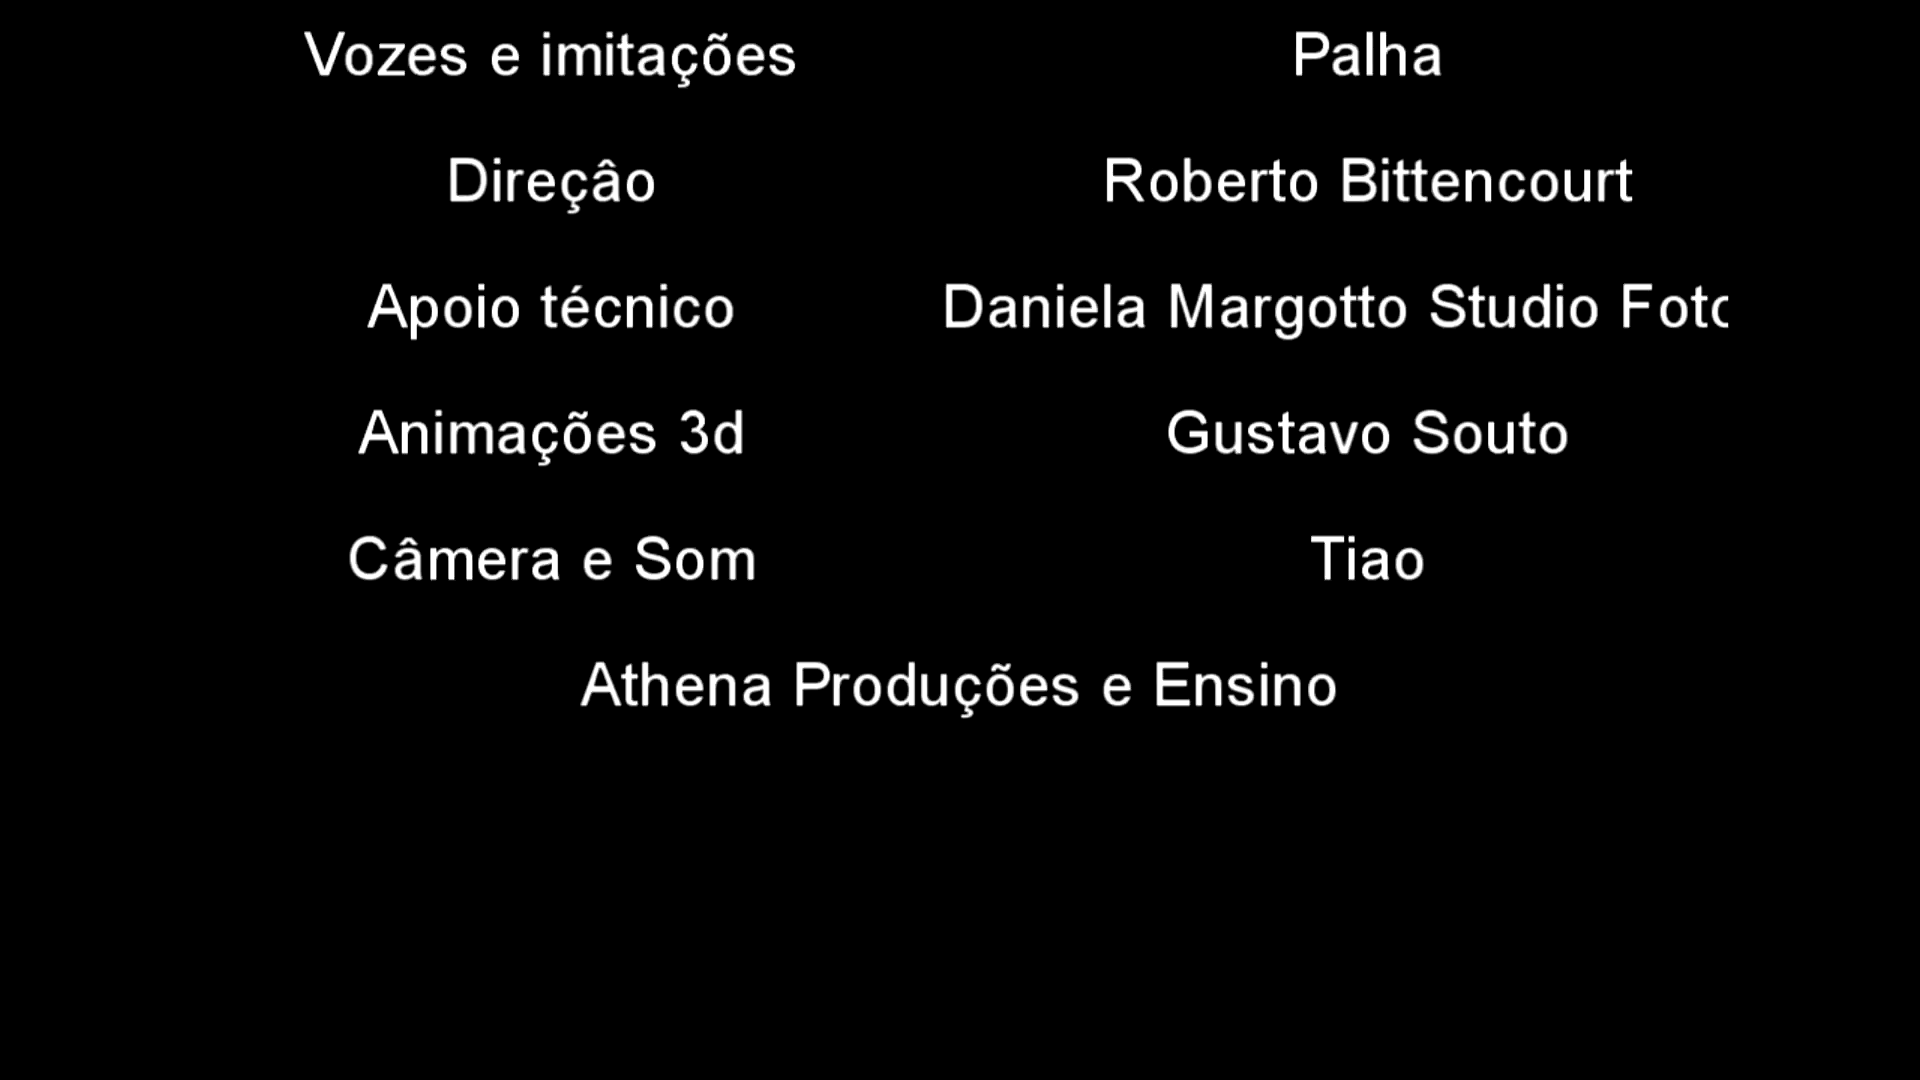 Vozes e imitações Palha
Direçâo Roberto Bittencourt
Apoio técnico Daniela Margotto Studio Foto
Animações 3d Gustavo Souto
Câmera e Som Tiao
Athena Produções e Ensino